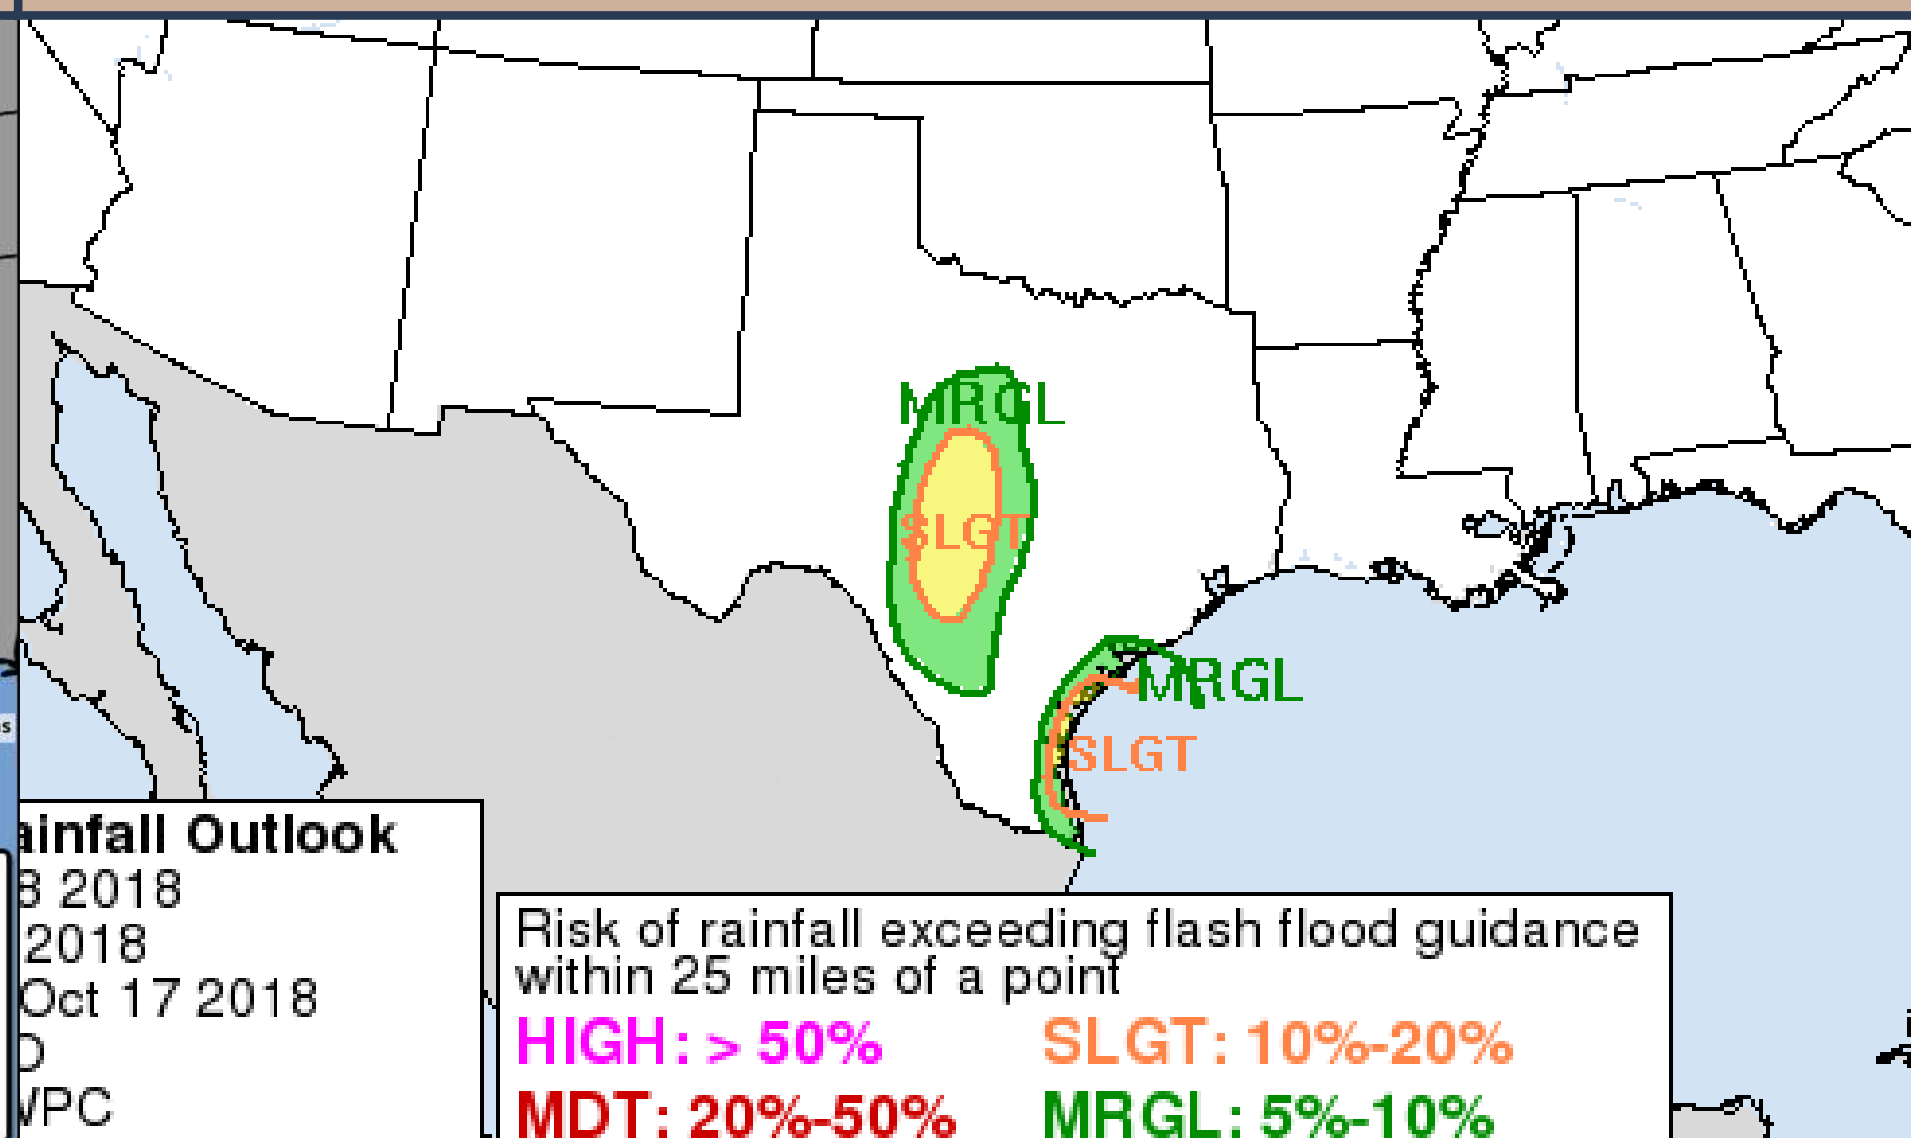 MRGL
SLGT
MRGL
SLGT
ainfall Outlook
8 2018
2018
Oct 17 2018
WPC
Risk of rainfall exceeding flash flood guidance
within 25 miles of a point
HIGH: > 50% SLGT: 10%-20%
MDT: 20%-50% MRGL: 5%-10%